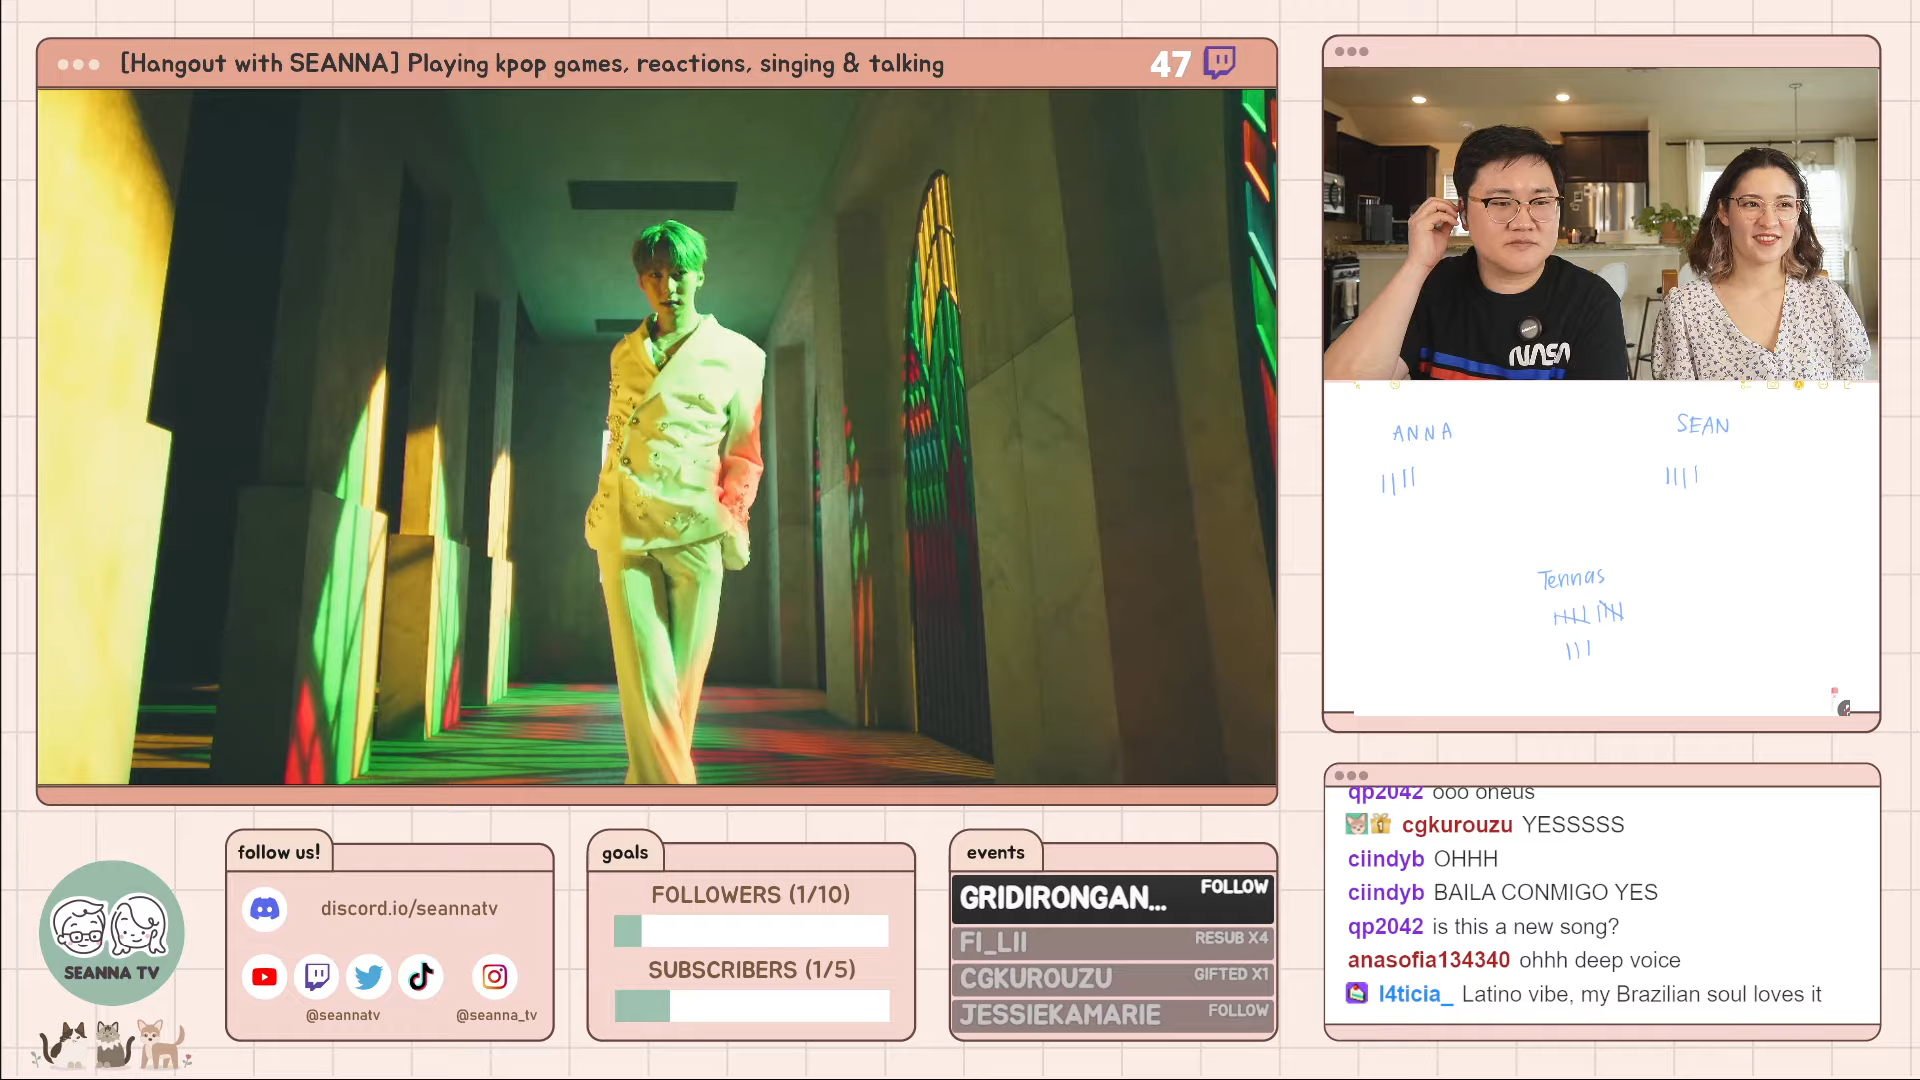 [Hangout with SEANNA] Playing kpop games, reactions, singing & talking
47
NASA
ANNA
SEAN
Tennas
qp2042 ooo oneus
cgkurouzu YESSSSS
ciindyb OHHH
ciindyb BAILA CONMIGO YES
qp2042 is this a new song?
anasofia134340 ohhh deep voice
l4ticia_ Latino vibe, my Brazilian soul loves it
SEANNA TV
follow us!
discord.io/seannatv
@seannatv
@seanna_tv
goals
FOLLOWERS (1/10)
SUBSCRIBERS (1/5)
events
GRIDIRONGAN... FOLLOW
FI_LII RESUB X4
CGKUROUZU GIFTED X1
JESSIEKAMARIE FOLLOW